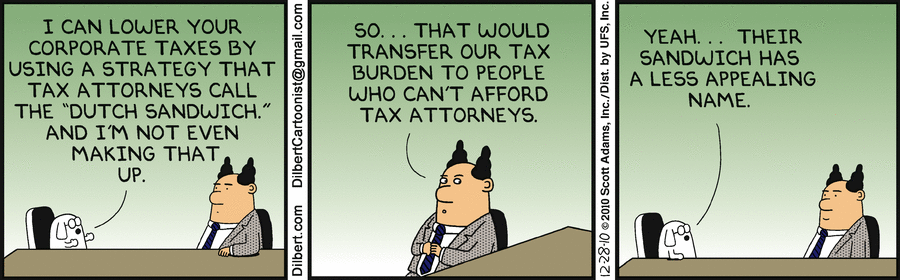 I CAN LOWER YOUR
CORPORATE TAXES BY
USING A STRATEGY THAT
TAX ATTORNEYS CALL
THE “DUTCH SANDWICH.”
AND I’M NOT EVEN
MAKING THAT
UP.
Dilbert.com DilbertCartoonist@gmail.com
SO. . . THAT WOULD
TRANSFER OUR TAX
BURDEN TO PEOPLE
WHO CAN’T AFFORD
TAX ATTORNEYS.
12-28-10 © 2010 Scott Adams, Inc./Dist. by UFS, Inc.
YEAH. . . THEIR
SANDWICH HAS
A LESS APPEALING
NAME.